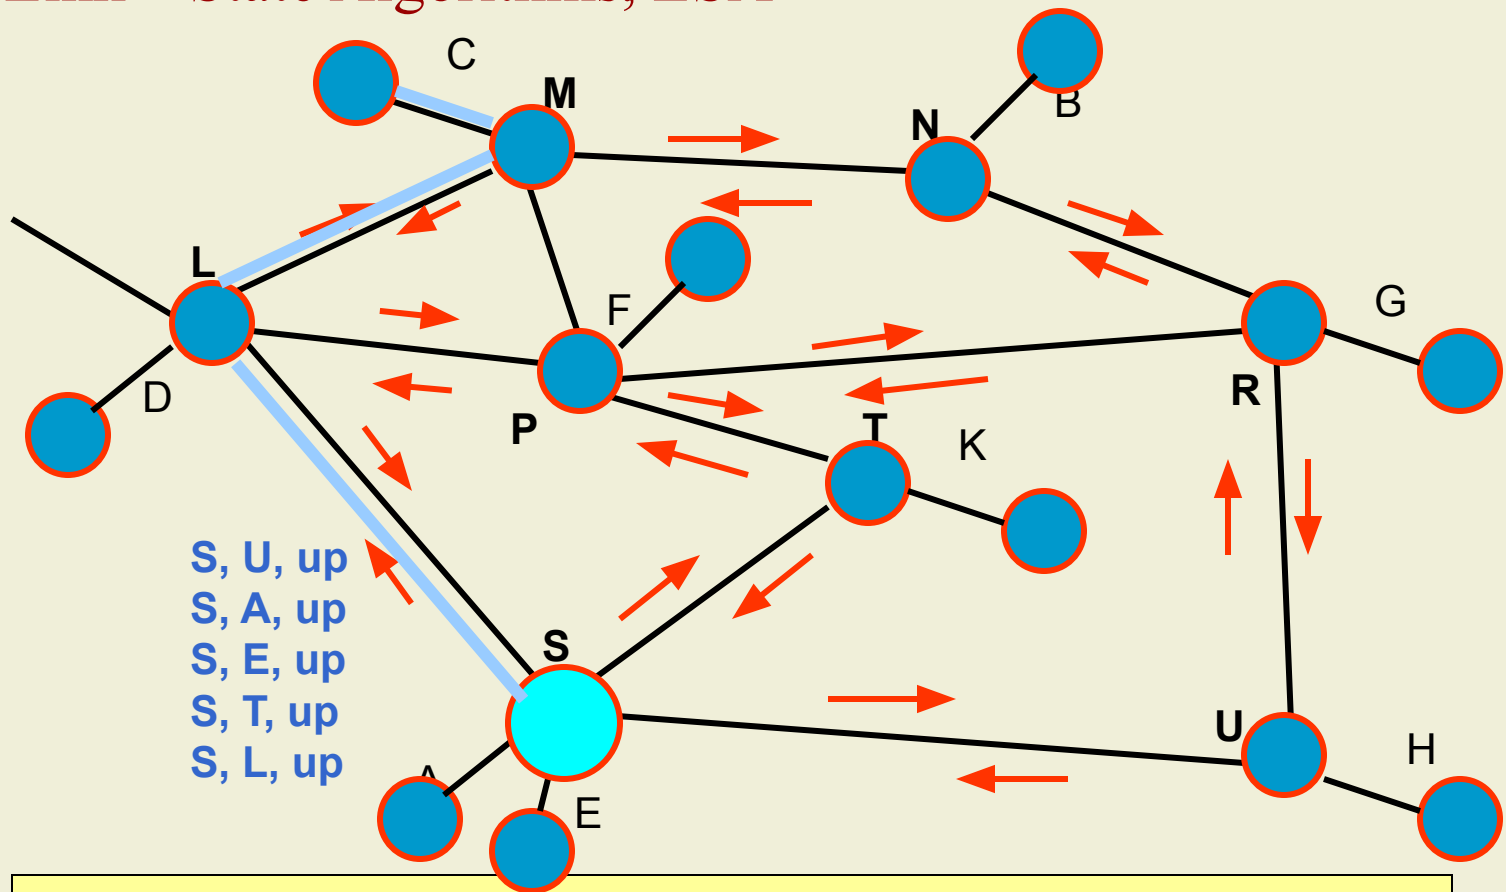 C
M
B
N
L
F
G
D
R
P
T
K
S, U, up
S, A, up
S, E, up
S, T, up
S, L, up
S
U
H
E